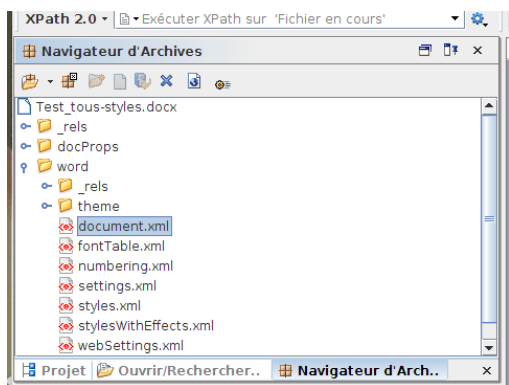 XPath 2.0 Exécuter XPath sur 'Fichier en cours'
Navigateur d'Archives
Test_tous-styles.docx
_rels
docProps
word
_rels
theme
document.xml
fontTable.xml
numbering.xml
settings.xml
styles.xml
stylesWithEffects.xml
webSettings.xml
Projet Ouvrir/Rechercher.. Navigateur d'Arch..